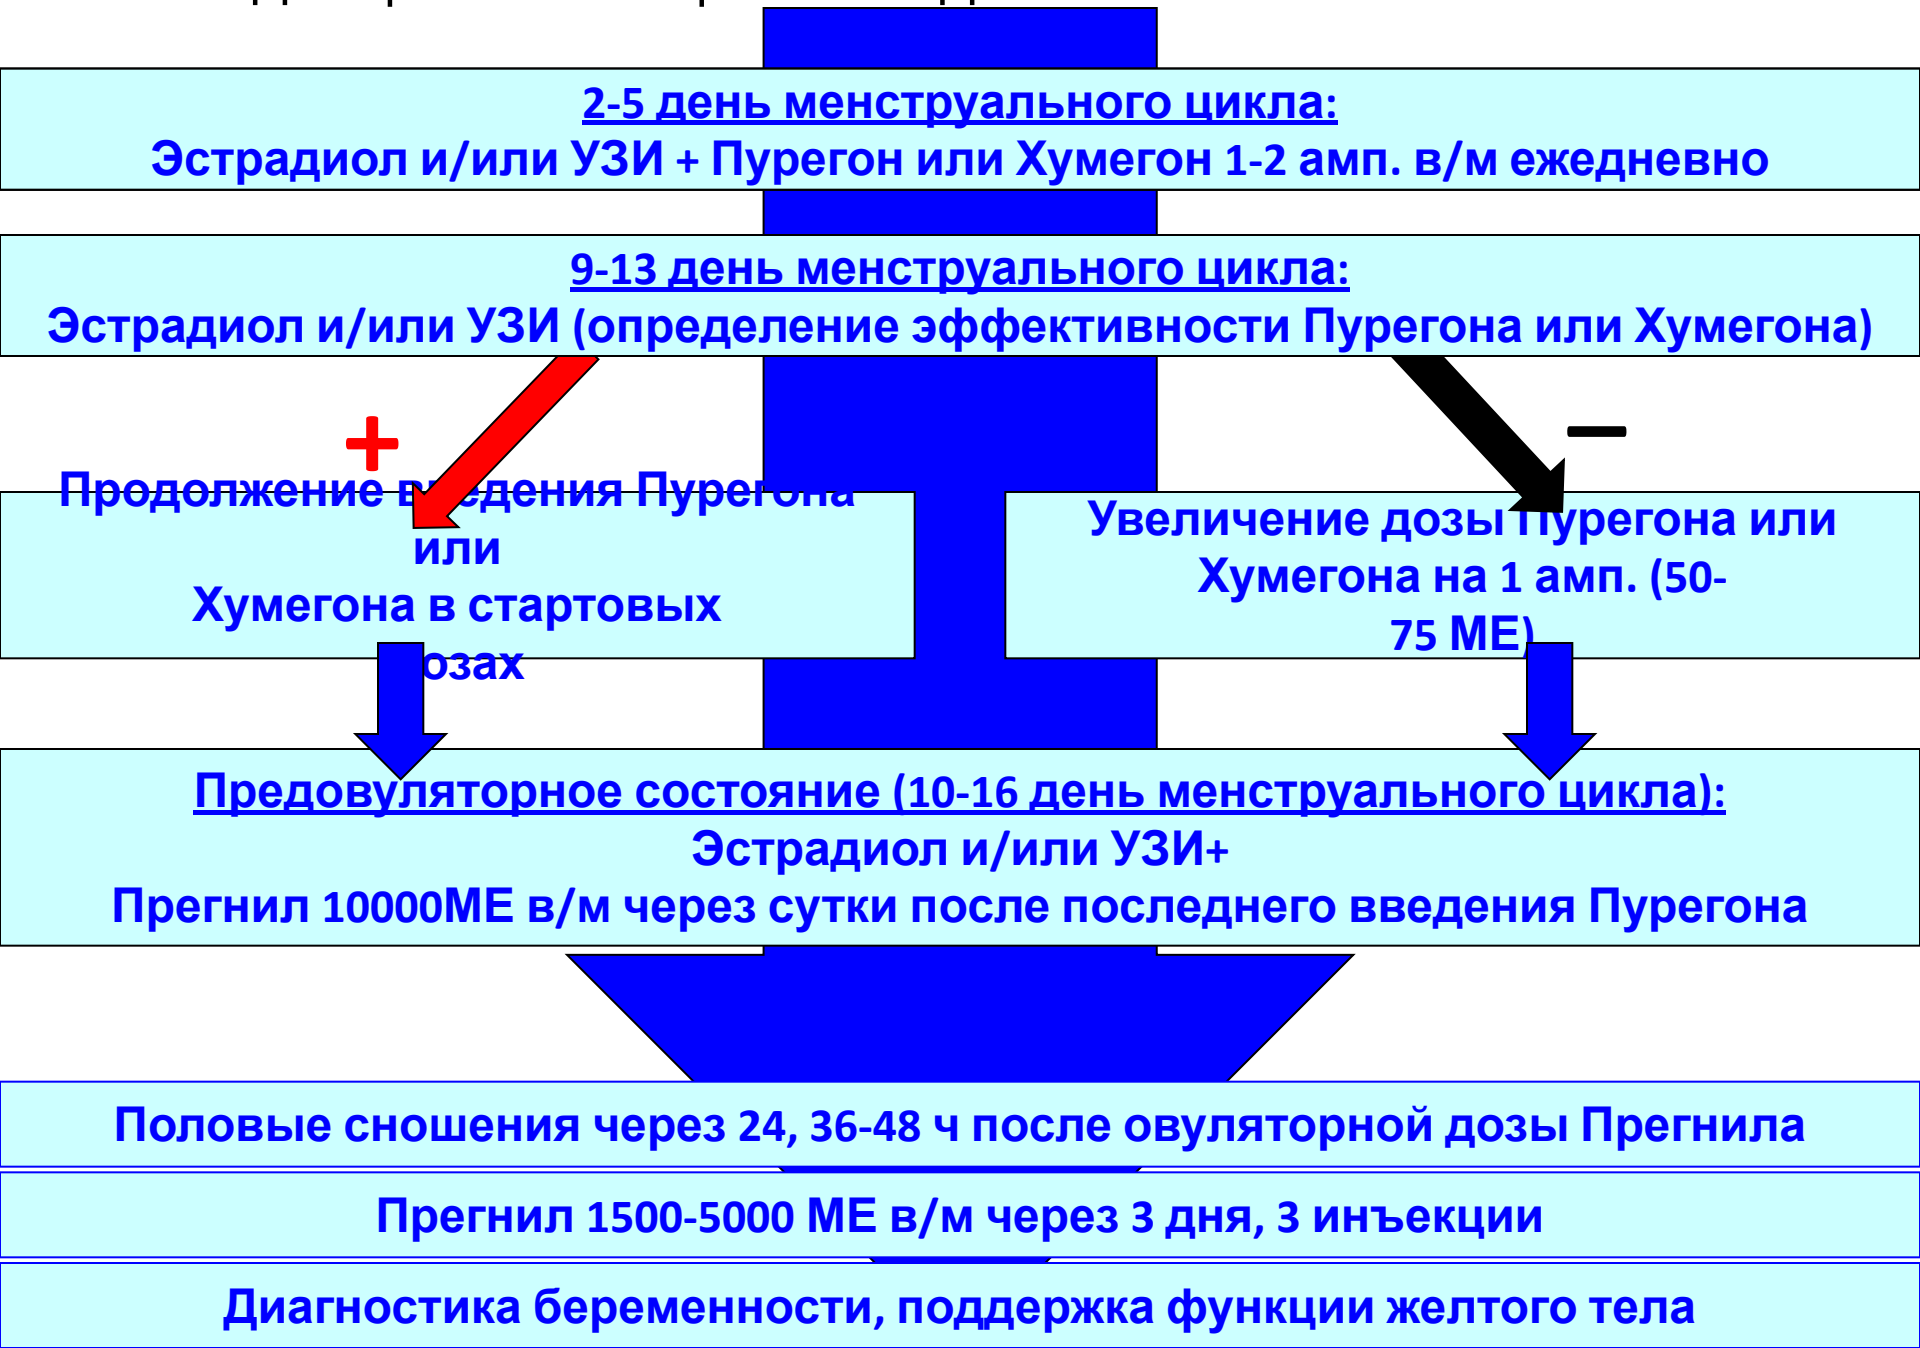 2-5 день менструального цикла:
Эстрадиол и/или УЗИ + Пурегон или Хумегон 1-2 амп. в/м ежедневно
9-13 день менструального цикла:
Эстрадиол и/или УЗИ (определение эффективности Пурегона или Хумегона)
+
–
Продолжение введения Пурегона
или
Хумегона в стартовых
озах
Увеличение дозы Пурегона или
Хумегона на 1 амп. (50-
75 МЕ)
Предовуляторное состояние (10-16 день менструального цикла):
Эстрадиол и/или УЗИ+
Прегнил 10000МЕ в/м через сутки после последнего введения Пурегона
Половые сношения через 24, 36-48 ч после овуляторной дозы Прегнила
Прегнил 1500-5000 МЕ в/м через 3 дня, 3 инъекции
Диагностика беременности, поддержка функции желтого тела